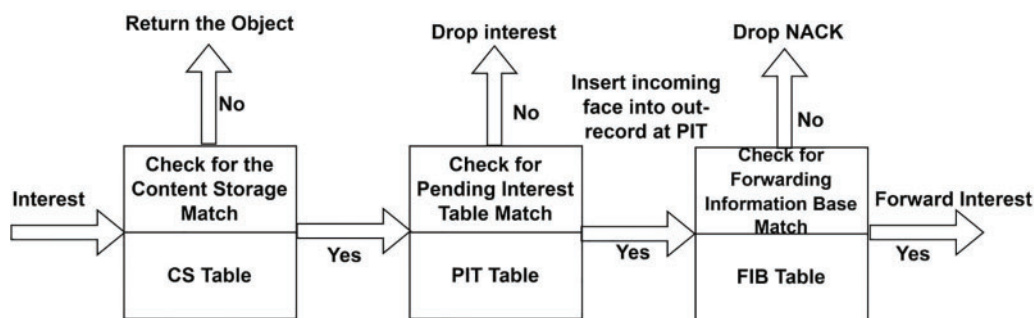 Return the Object
Drop interest
Drop NACK
No
No
Insert incoming
face into out-
record at PIT
No
Interest
Check for the
Content Storage
Match
Yes
CS Table
Check for
Pending Interest
Table Match
Yes
PIT Table
Check for
Forwarding
Information Base
Match
Forward Interest
Yes
FIB Table